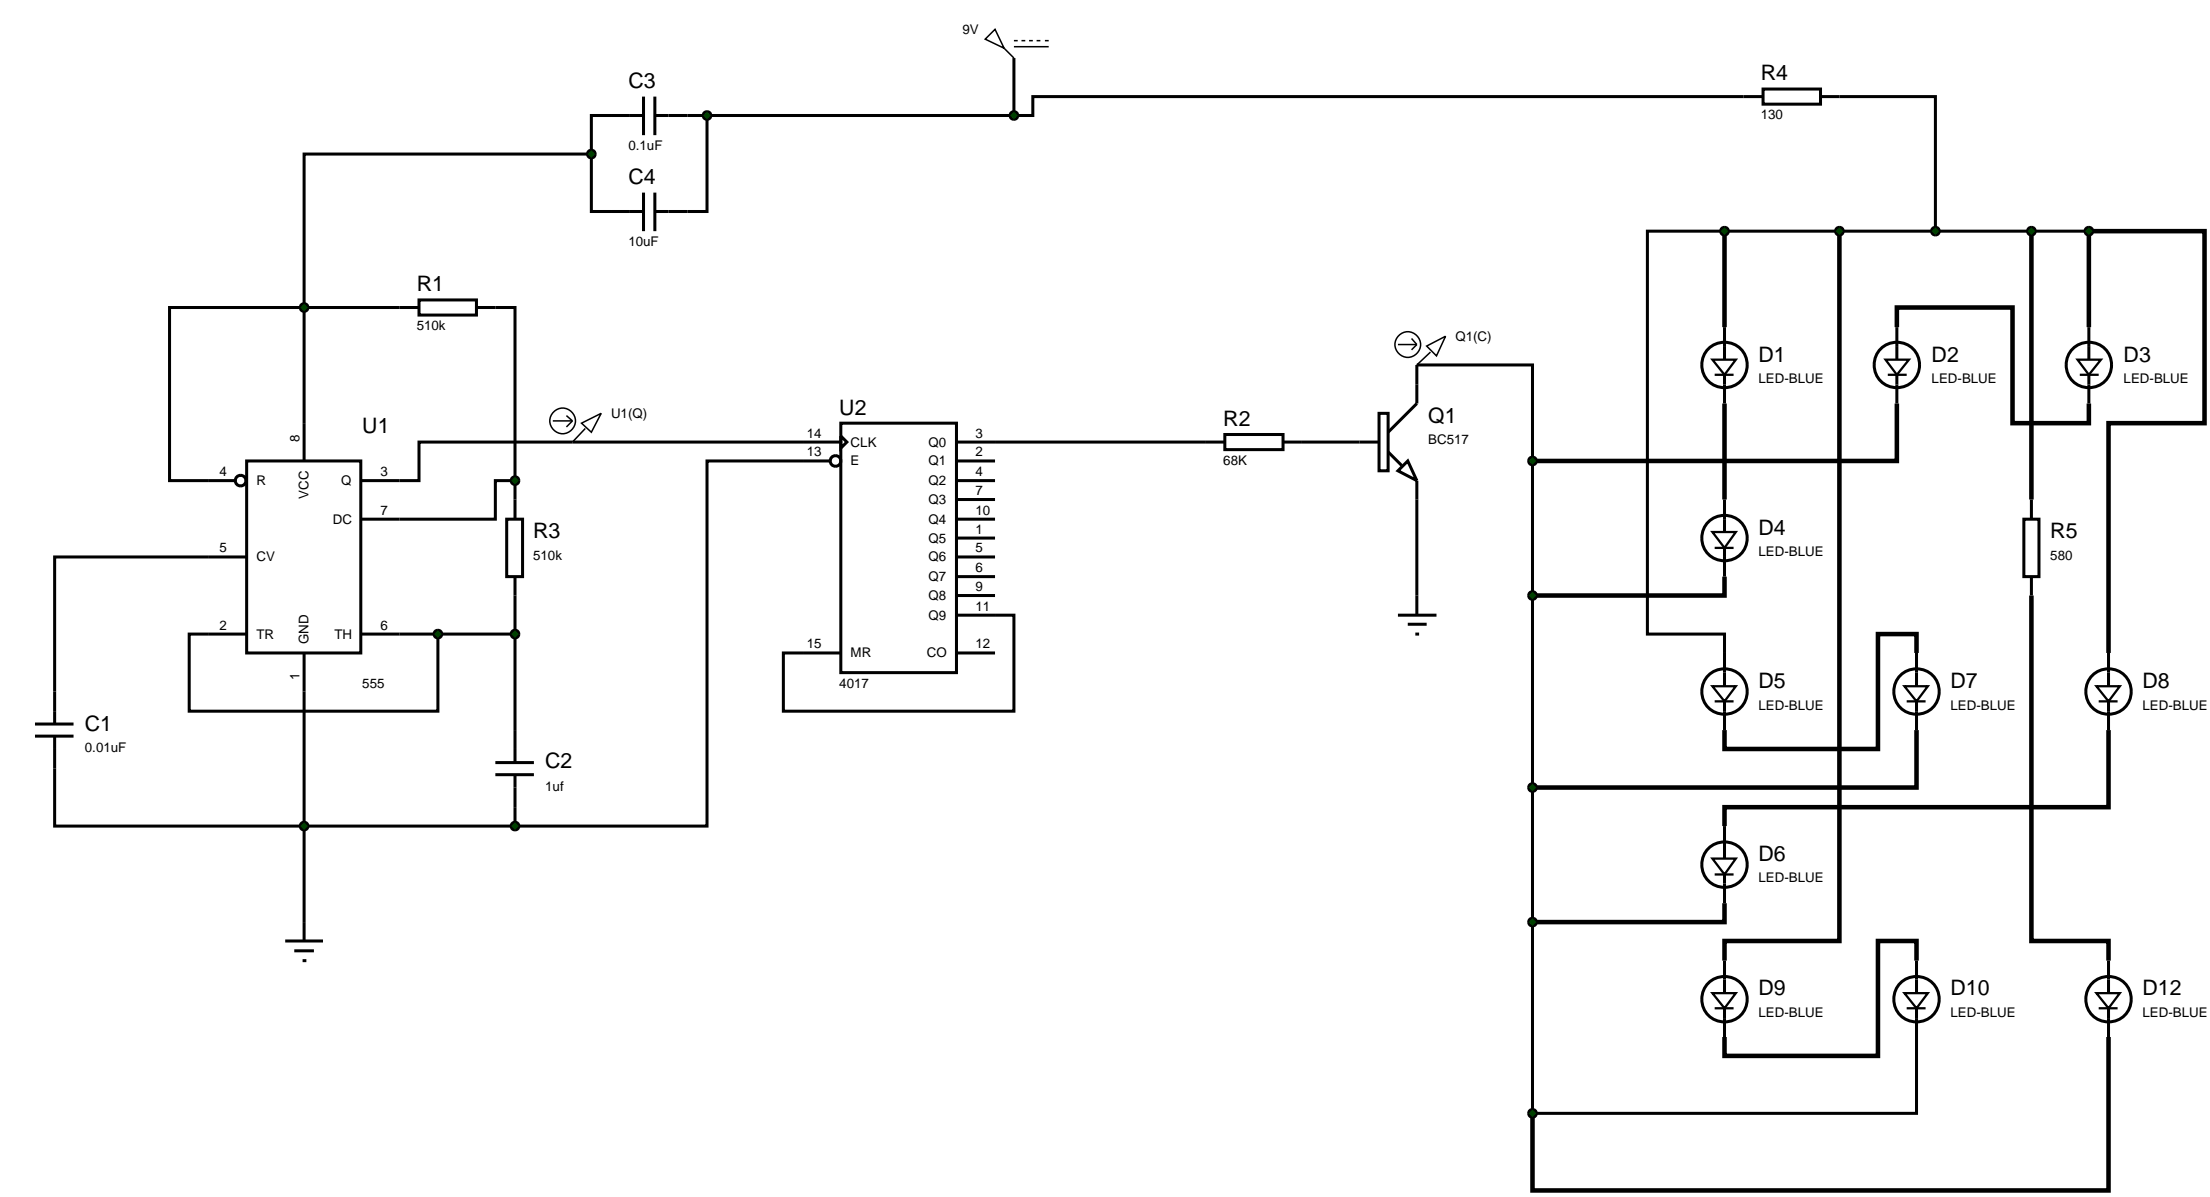 9V
C3
0.1uF
C4
10uF
R4
130
R1
510k
U1
8
VCC
4
R
Q
3
DC
7
5
CV
2
TR
GND
TH
6
1
555
R3
510k
C1
0.01uF
C2
1uf
U1(Q)
U2
14
CLK
13
E
15
MR
Q0
3
Q1
2
Q2
4
Q3
7
Q4
10
Q5
1
Q6
5
Q7
6
Q8
9
Q9
11
CO
12
4017
R2
68K
Q1(C)
Q1
BC517
D1
LED-BLUE
D2
LED-BLUE
D3
LED-BLUE
D4
LED-BLUE
R5
580
D5
LED-BLUE
D7
LED-BLUE
D8
LED-BLUE
D6
LED-BLUE
D9
LED-BLUE
D10
LED-BLUE
D12
LED-BLUE